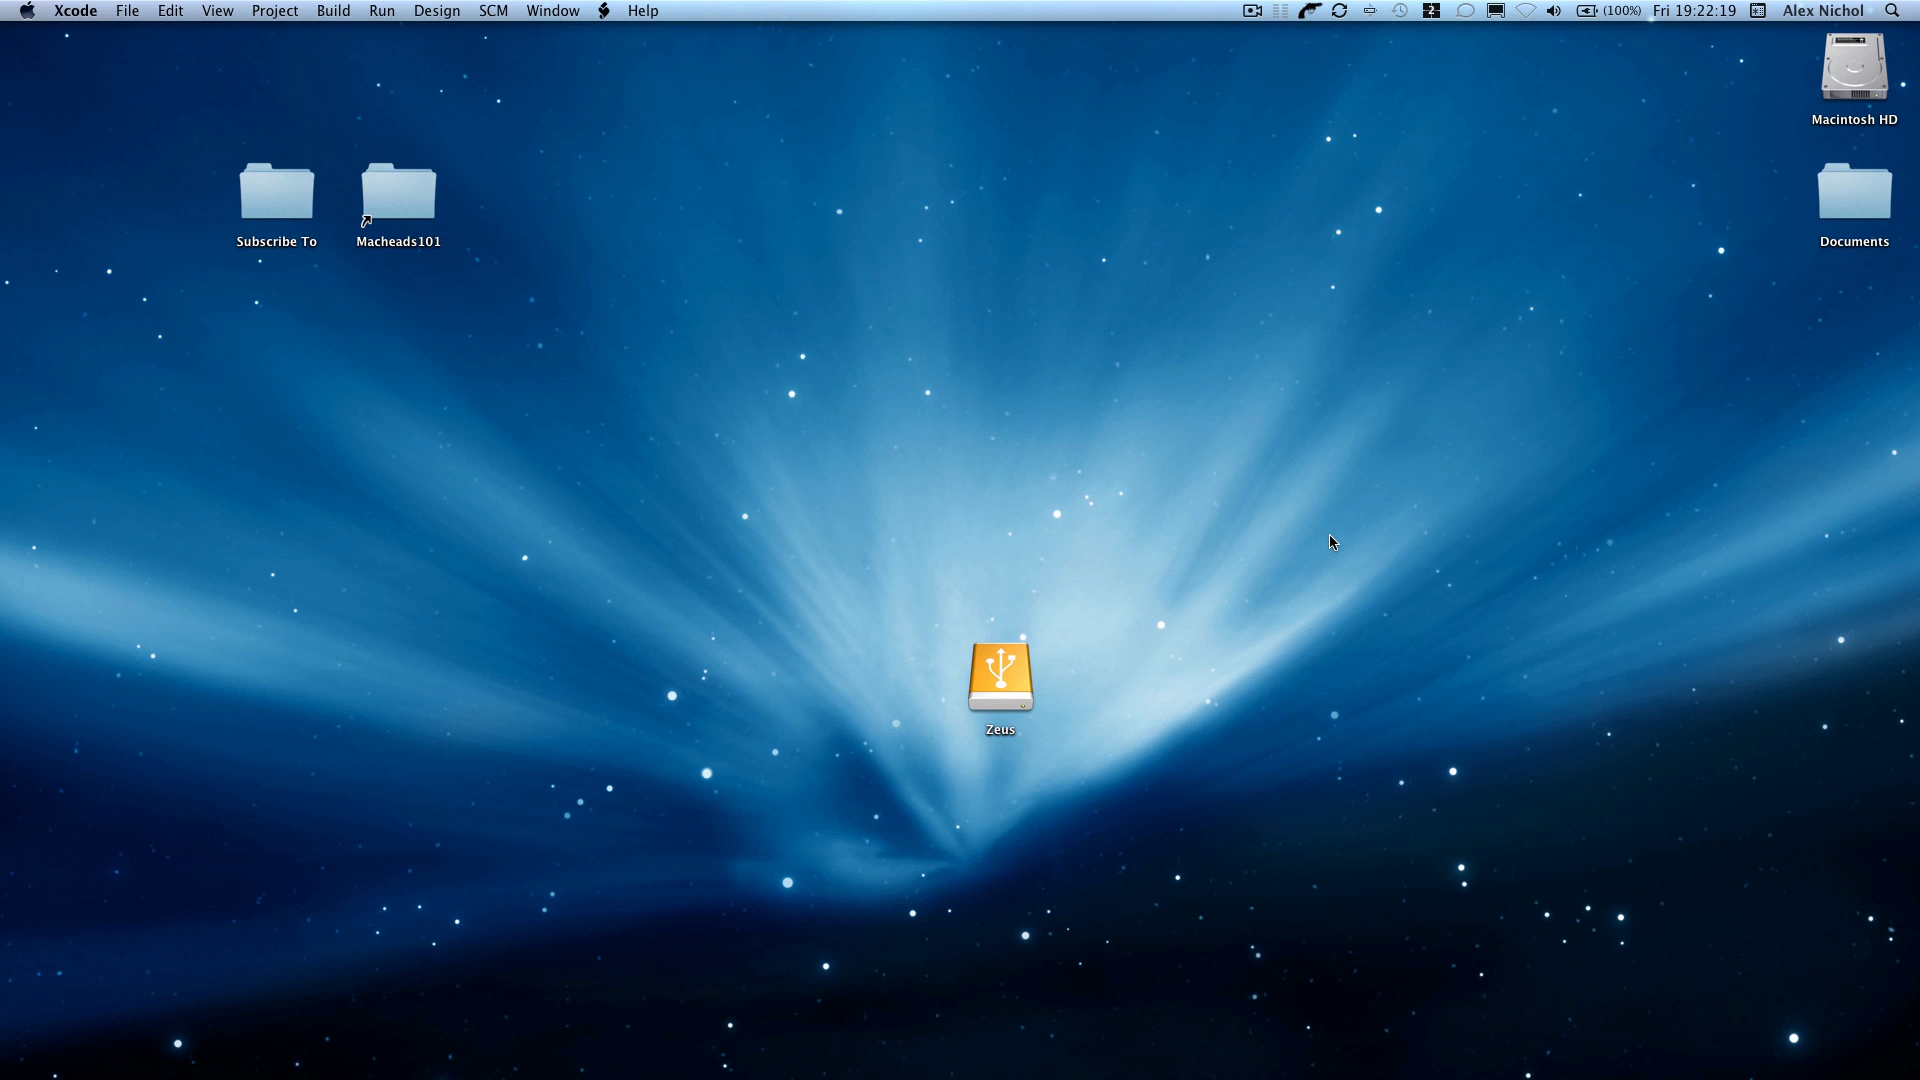 Xcode File Edit View Project Build Run Design SCM Window Help 2 (100%) Fri 19:22:19 Alex Nichol
Macintosh HD
Subscribe To Macheads101 Documents
Zeus